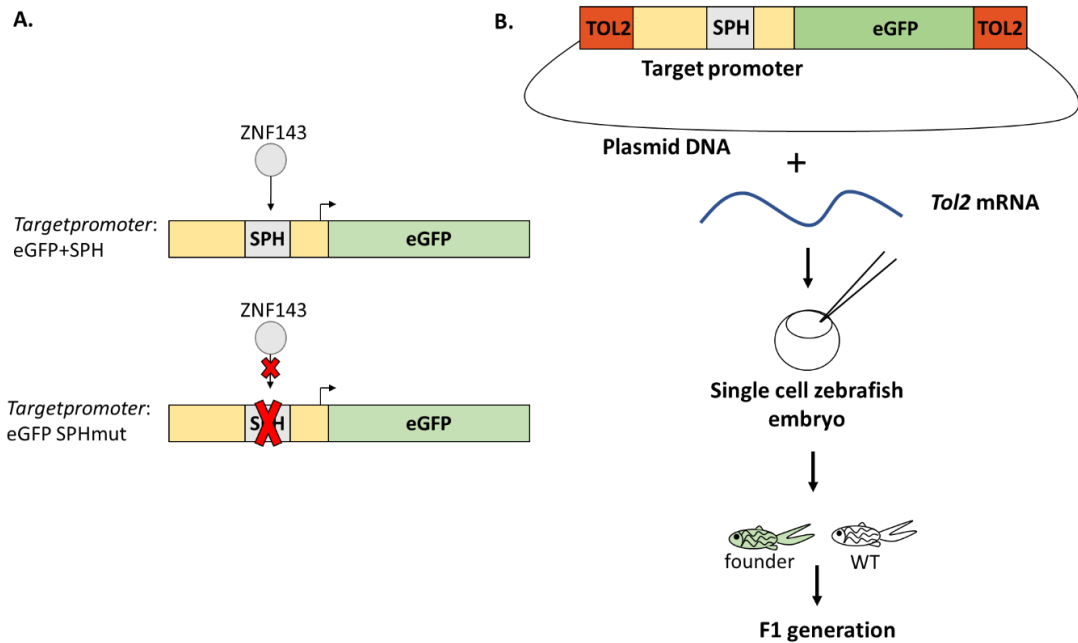 A.
ZNF143
Targetpromoter:
eGFP+SPH
SPH
eGFP
ZNF143
Targetpromoter:
eGFP SPHmut
SPH
eGFP
B.
TOL2
SPH
eGFP
TOL2
Target promoter
Plasmid DNA
+
Tol2 mRNA
Single cell zebrafish
embryo
founder
WT
F1 generation